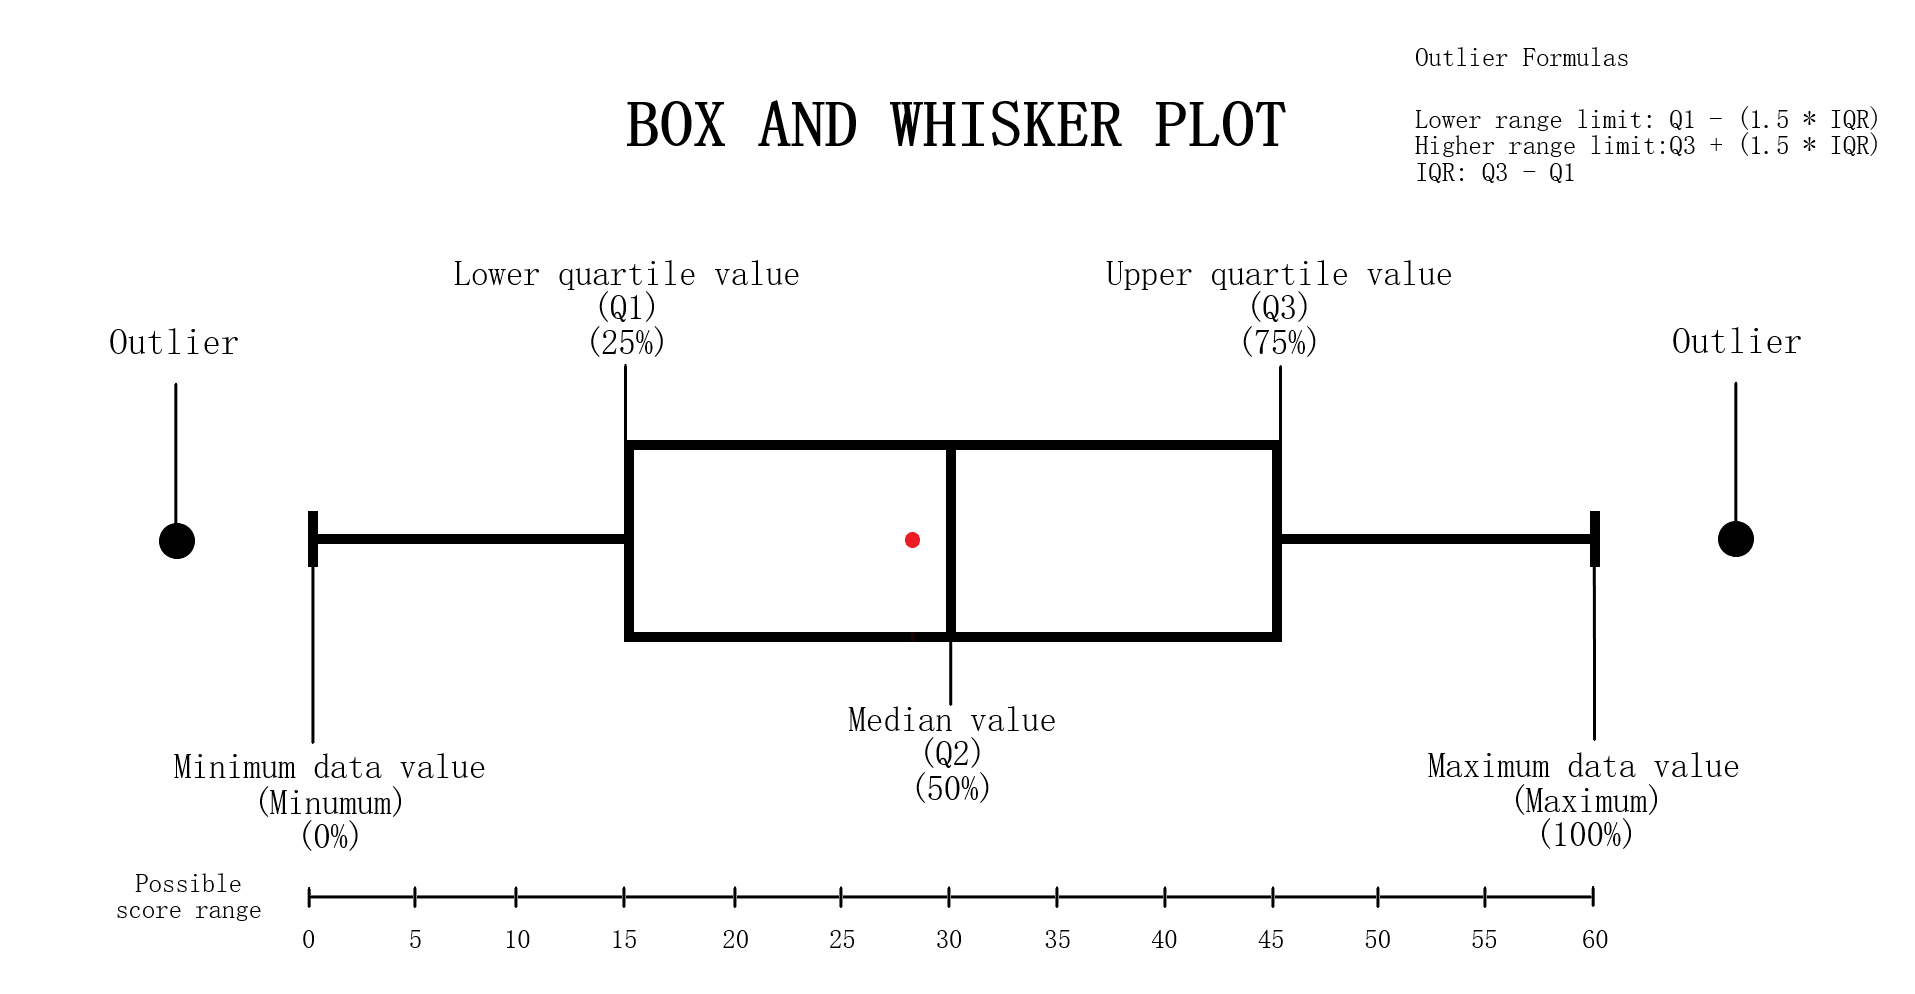 Outlier Formulas
BOX AND WHISKER PLOT
Lower range limit: Q1 - (1.5 * IQR)
Higher range limit:Q3 + (1.5 * IQR)
IQR: Q3 - Q1
Lower quartile value
(Q1)
(25%)
Upper quartile value
(Q3)
(75%)
Outlier
Outlier
Median value
(Q2)
(50%)
Minimum data value
(Minumum)
(0%)
Maximum data value
(Maximum)
(100%)
Possible
score range
0 5 10 15 20 25 30 35 40 45 50 55 60